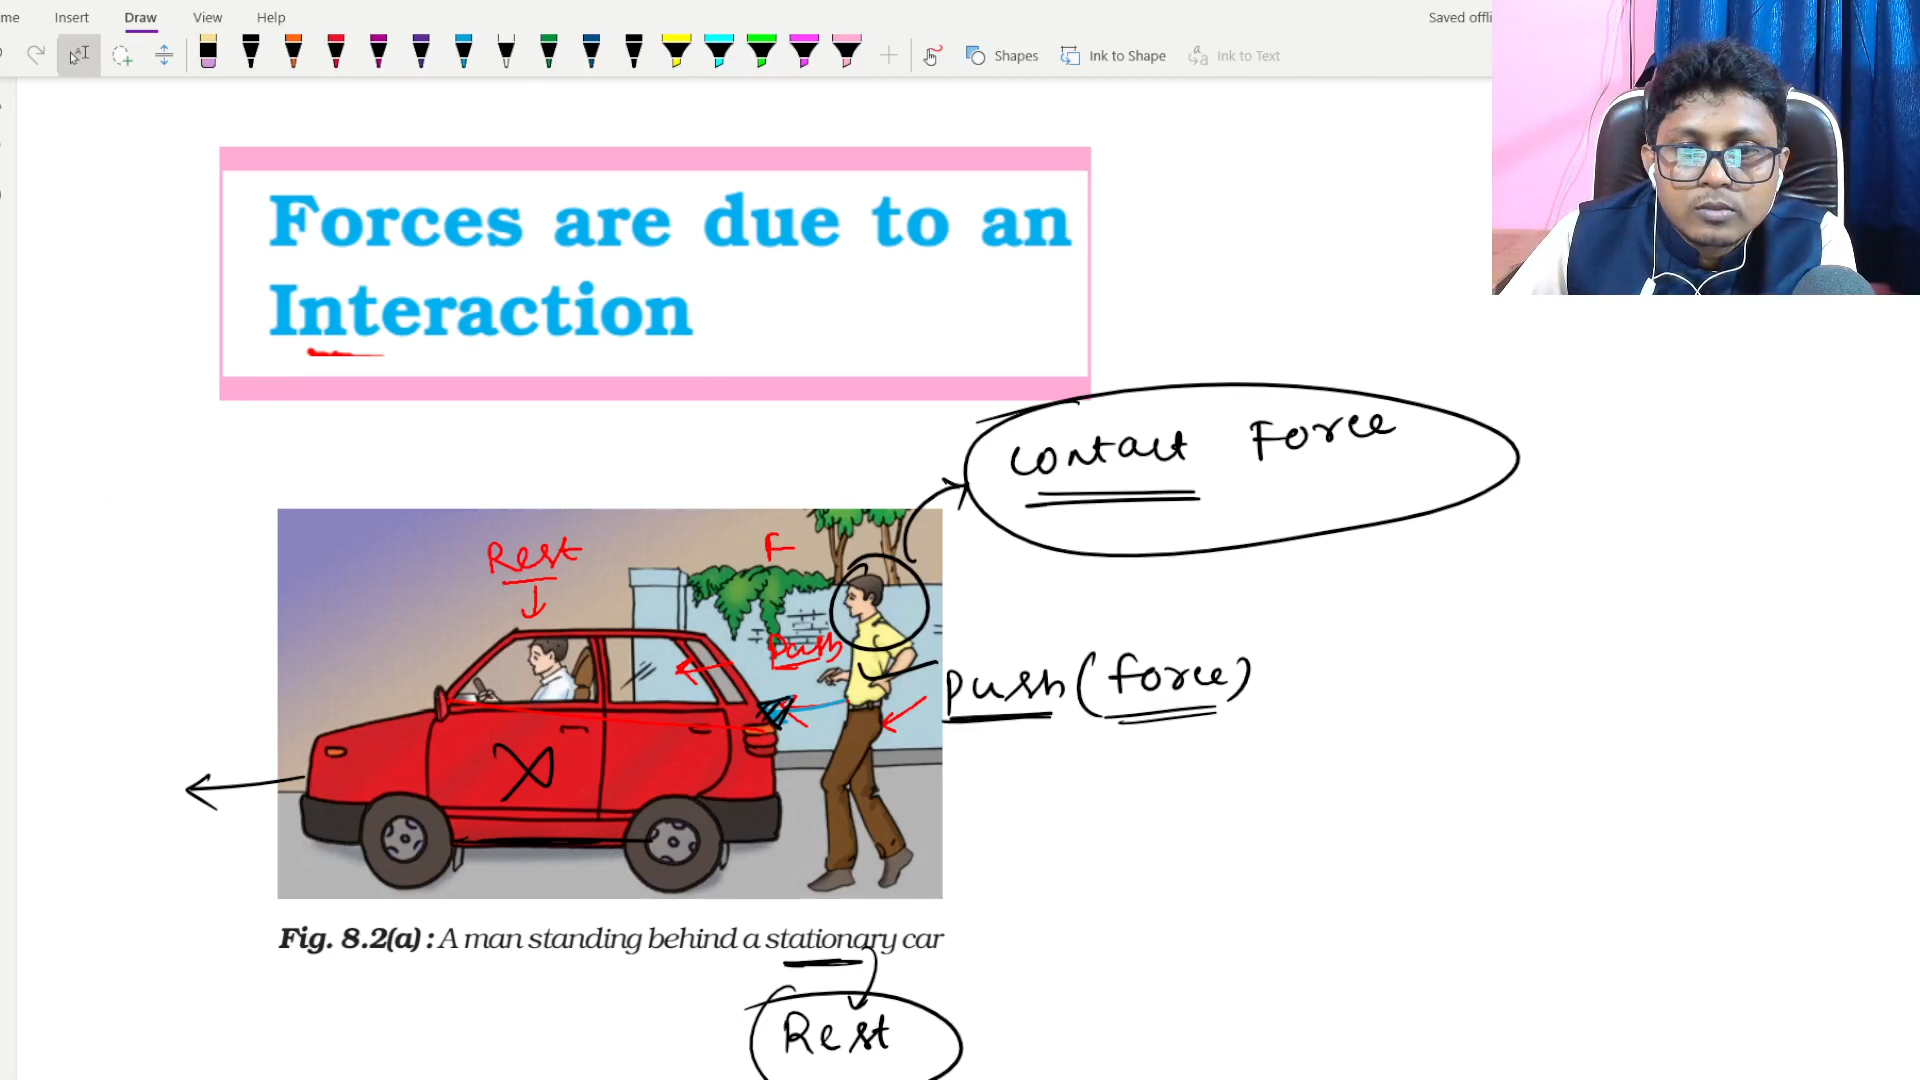 me Insert Draw View Help Saved offli
Shapes Ink to Shape Ink to Text
Forces are due to an
Interaction
contact Force
Rest
F
Push
push (force)
Fig. 8.2(a) : A man standing behind a stationary car
Rest